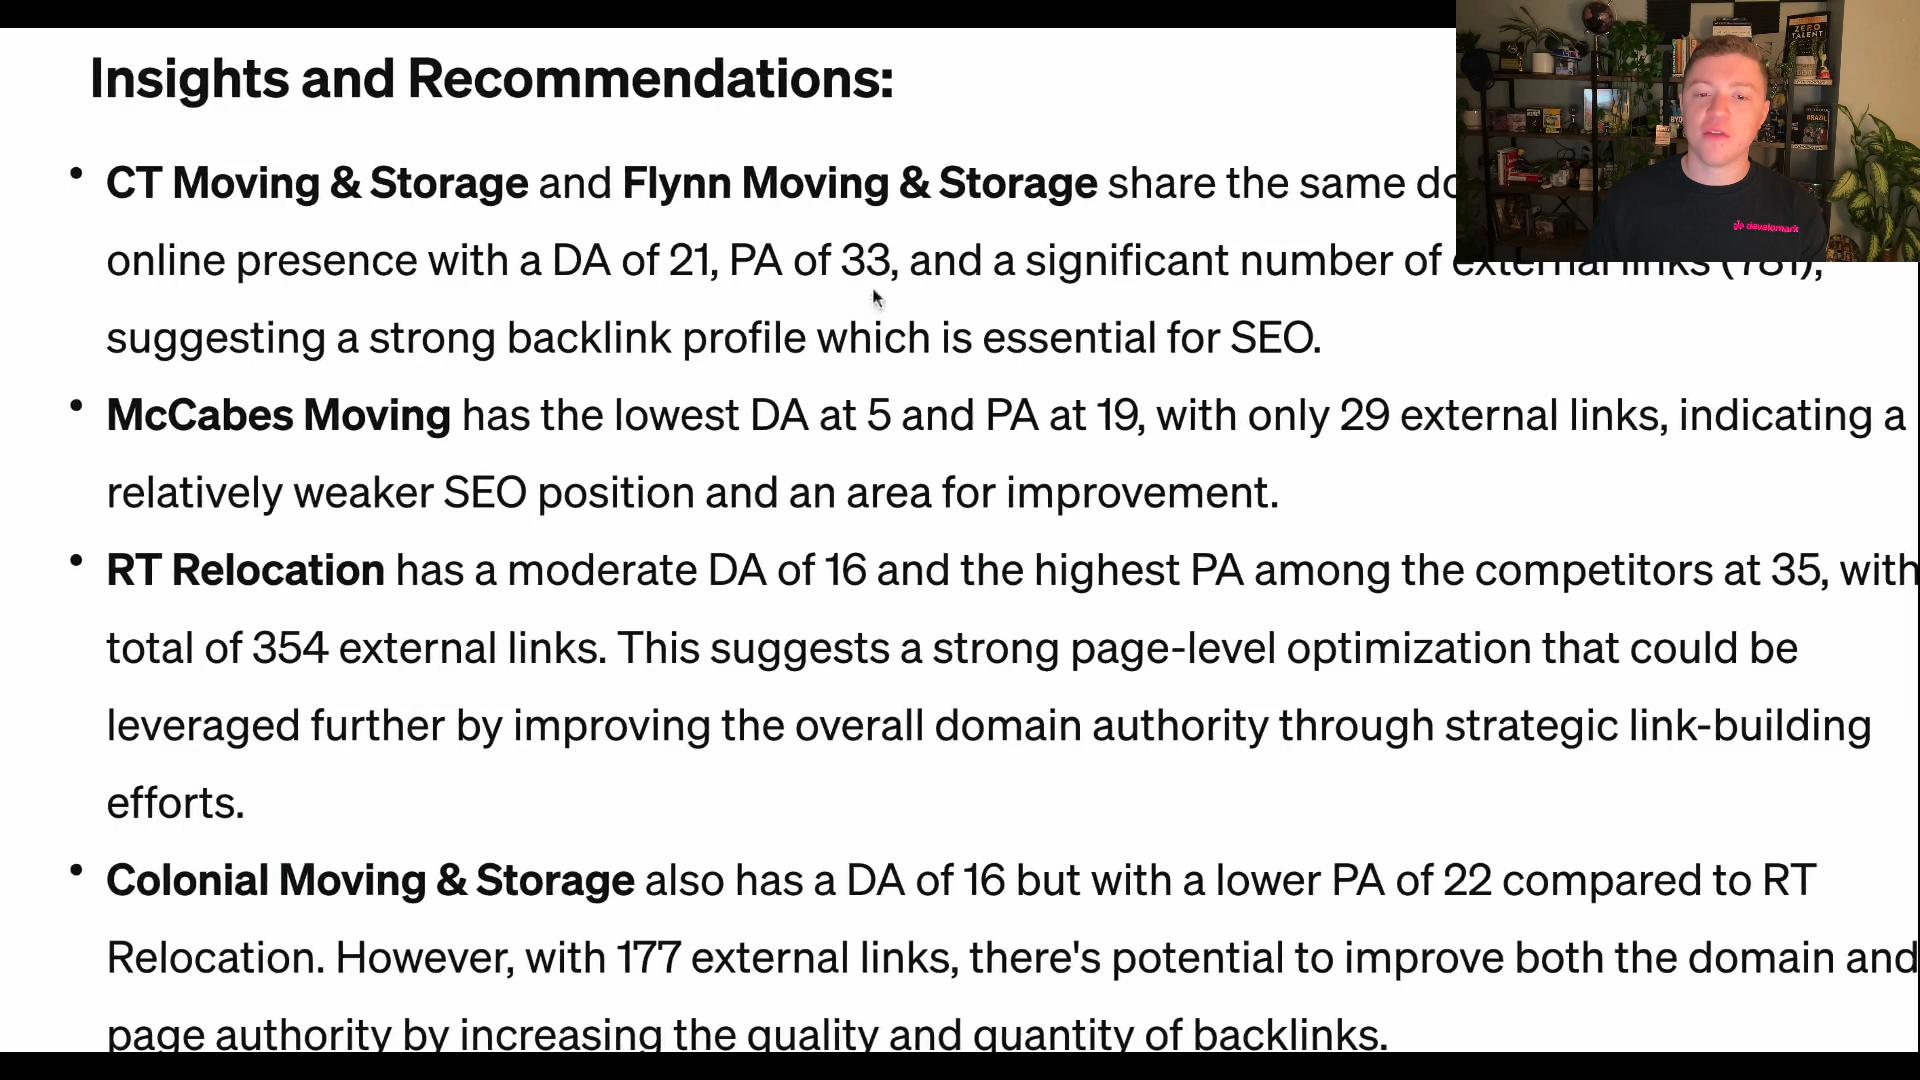 Insights and Recommendations:
• CT Moving & Storage and Flynn Moving & Storage share the same
online presence with a DA of 21, PA of 33, and a significant number of external links (781),
suggesting a strong backlink profile which is essential for SEO.
• McCabes Moving has the lowest DA at 5 and PA at 19, with only 29 external links, indicating a
relatively weaker SEO position and an area for improvement.
• RT Relocation has a moderate DA of 16 and the highest PA among the competitors at 35, with
total of 354 external links. This suggests a strong page-level optimization that could be
leveraged further by improving the overall domain authority through strategic link-building
efforts.
• Colonial Moving & Storage also has a DA of 16 but with a lower PA of 22 compared to RT
Relocation. However, with 177 external links, there's potential to improve both the domain and
page authority by increasing the quality and quantity of backlinks.
ZERO
TALENT
BRAZIL
develomark